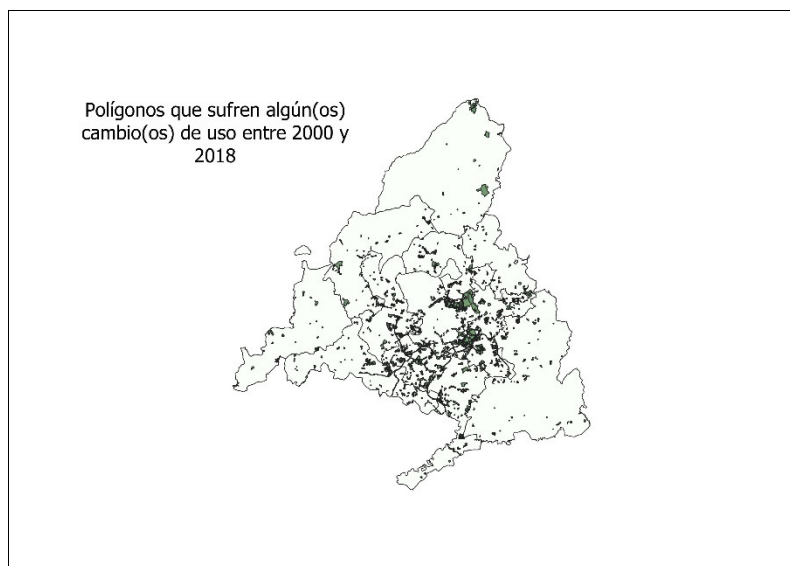 Polígonos que sufren algún(os)
cambio(os) de uso entre 2000 y
2018